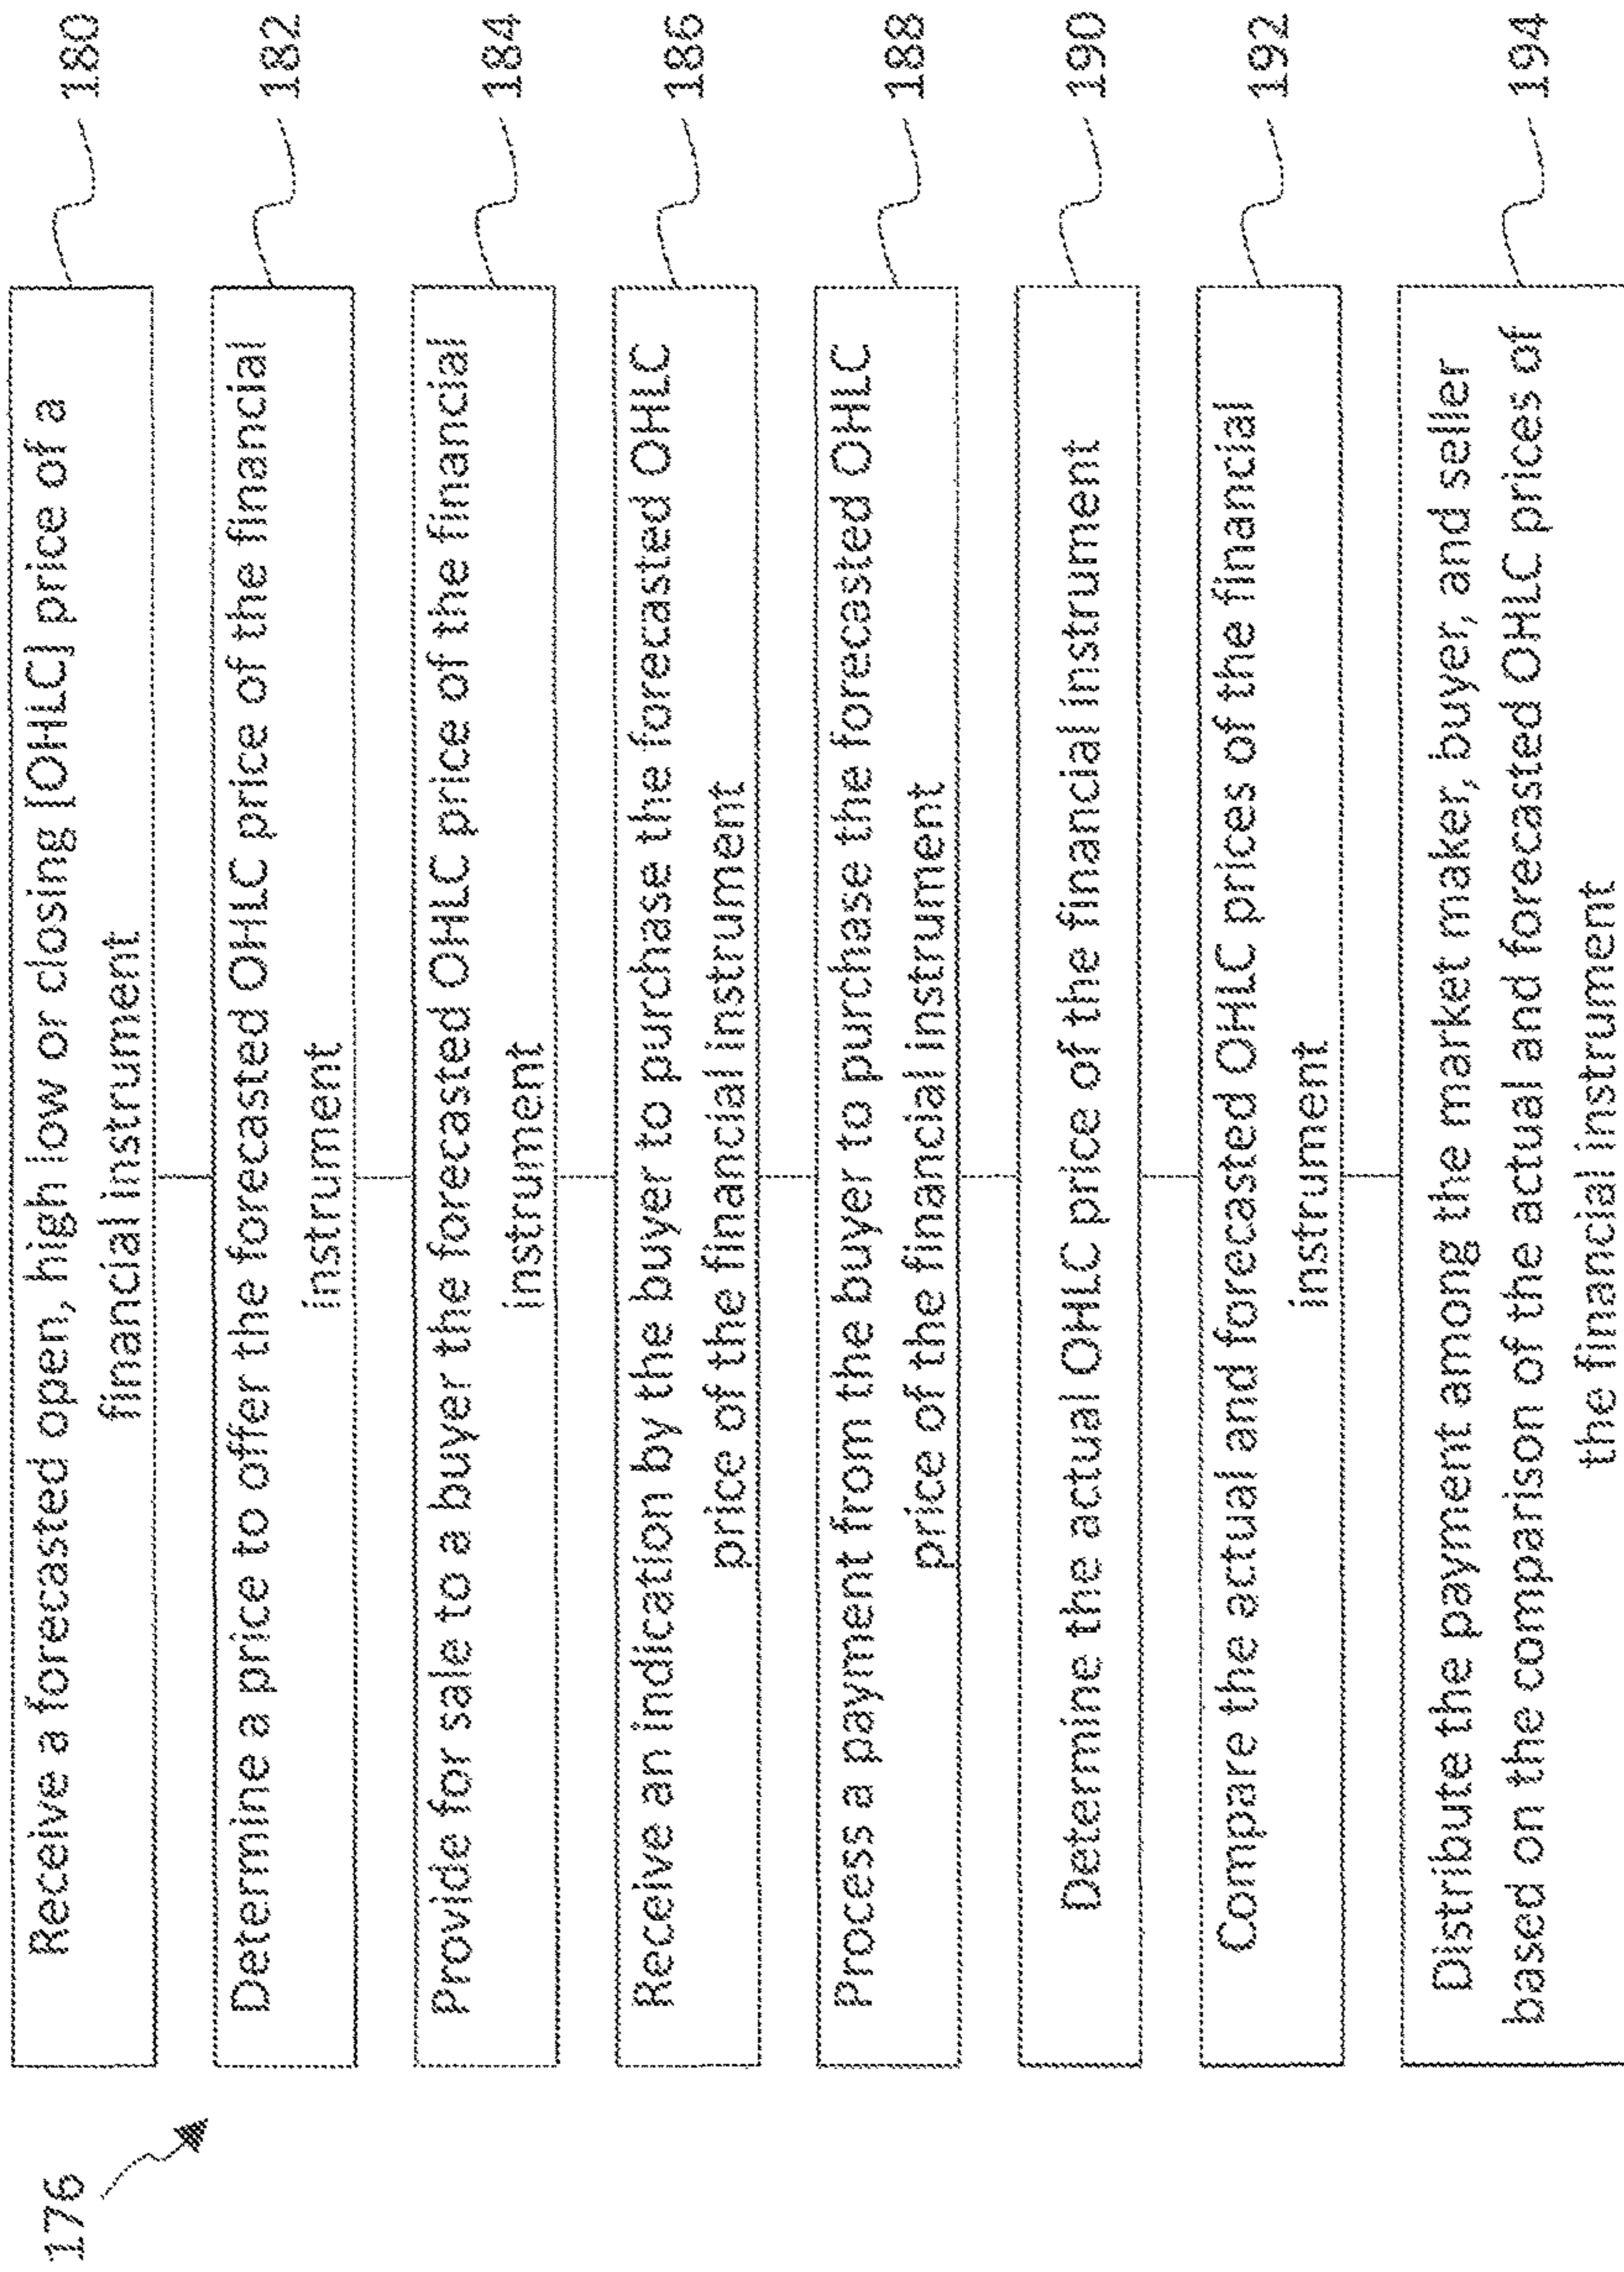 176
Receive a forecasted open, high low or closing [OHLC] price of a
financial instrument
180
Determine a price to offer the forecasted OHLC price of the financial
instrument
182
Provide for sale to a buyer the forecasted OHLC price of the financial
instrument
184
Receive an indication by the buyer to purchase the forecasted OHLC
price of the financial instrument
186
Process a payment from the buyer to purchase the forecasted OHLC
price of the financial instrument
188
Determine the actual OHLC price of the financial instrument
190
Compare the actual and forecasted OHLC prices of the financial
instrument
192
Distribute the payment among the market maker, buyer, and seller
based on the comparison of the actual and forecasted OHLC prices of
the financial instrument
194